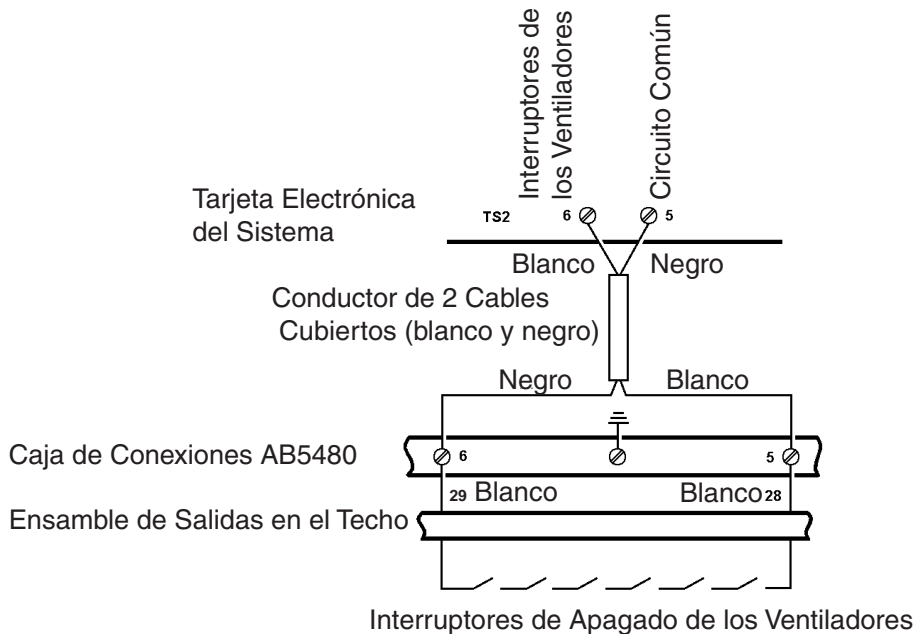 Interruptores de
los Ventiladores
Circuito Común
Tarjeta Electrónica
del Sistema
TS2
6
5
Blanco
Negro
Conductor de 2 Cables
Cubiertos (blanco y negro)
Negro
Blanco
Caja de Conexiones AB5480
6
5
29 Blanco
Blanco 28
Ensamble de Salidas en el Techo
Interruptores de Apagado de los Ventiladores